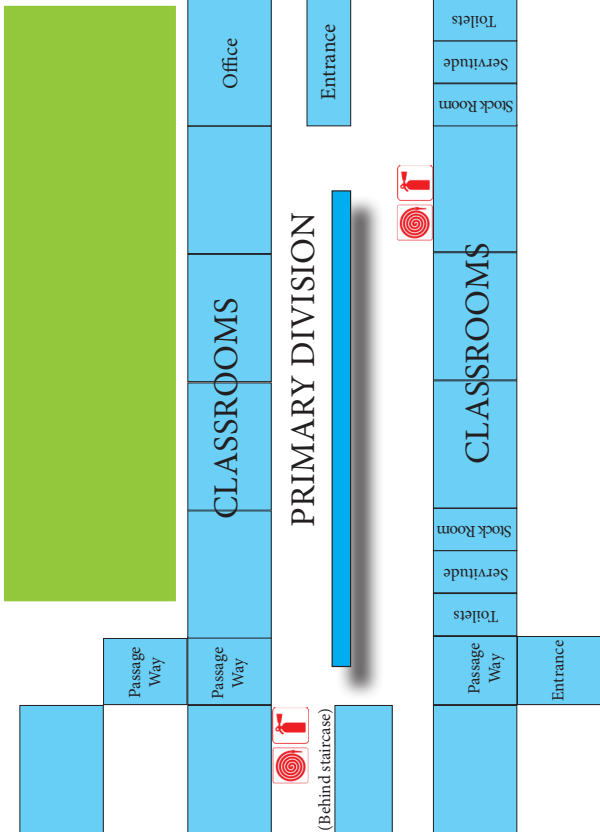 Office
Entrance
Toilets
Servitude
Stock Room
CLASSROOMS
PRIMARY DIVISION
CLASSROOMS
Stock Room
Servitude
Toilets
Passage
Way
Passage
Way
Passage
Way
Entrance
(Behind staircase)